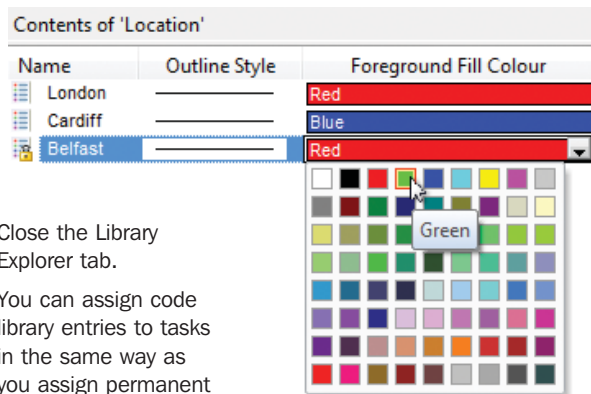 Contents of 'Location'
Name Outline Style Foreground Fill Colour
London Red
Cardiff Blue
Belfast Red
Green
Close the Library
Explorer tab.
You can assign code
library entries to tasks
in the same way as
you assign permanent